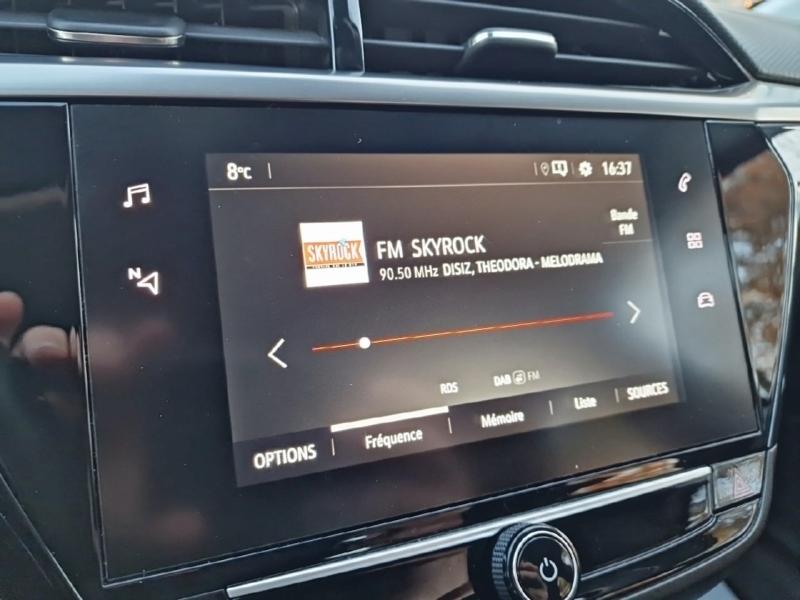 8°C
16:37
N
Bande
FM
SKYROCK
FM SKYROCK
90.50 MHz DISIZ, THEODORA - MELODRAMA
RDS
DAB FM
OPTIONS
Fréquence
Mémoire
Liste
SOURCES